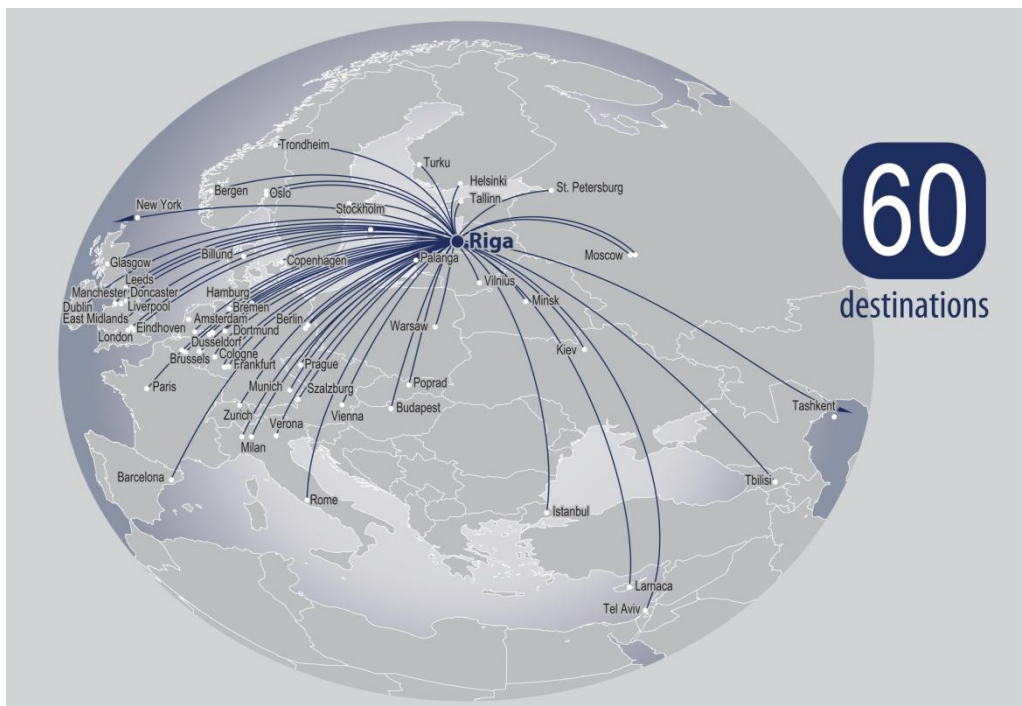 Trondheim
Turku
Helsinki
Bergen
Oslo
St. Petersburg
Tallinn
New York
Stockholm
60
destinations
Riga
Billund
Copenhagen
Palanga
Moscow
Glasgow
Leeds
Vilnius
Manchester
Doncaster
Hamburg
Minsk
Dublin
Liverpool
Bremen
East Midlands
Amsterdam
Berlin
Warsaw
London
Eindhoven
Dortmund
Düsseldorf
Kiev
Brussels
Cologne
Frankfurt
Prague
Paris
Munich
Szalzburg
Poprad
Zurich
Vienna
Budapest
Tashkent
Verona
Milan
Barcelona
Tbilisi
Rome
Istanbul
Larnaca
Tel Aviv